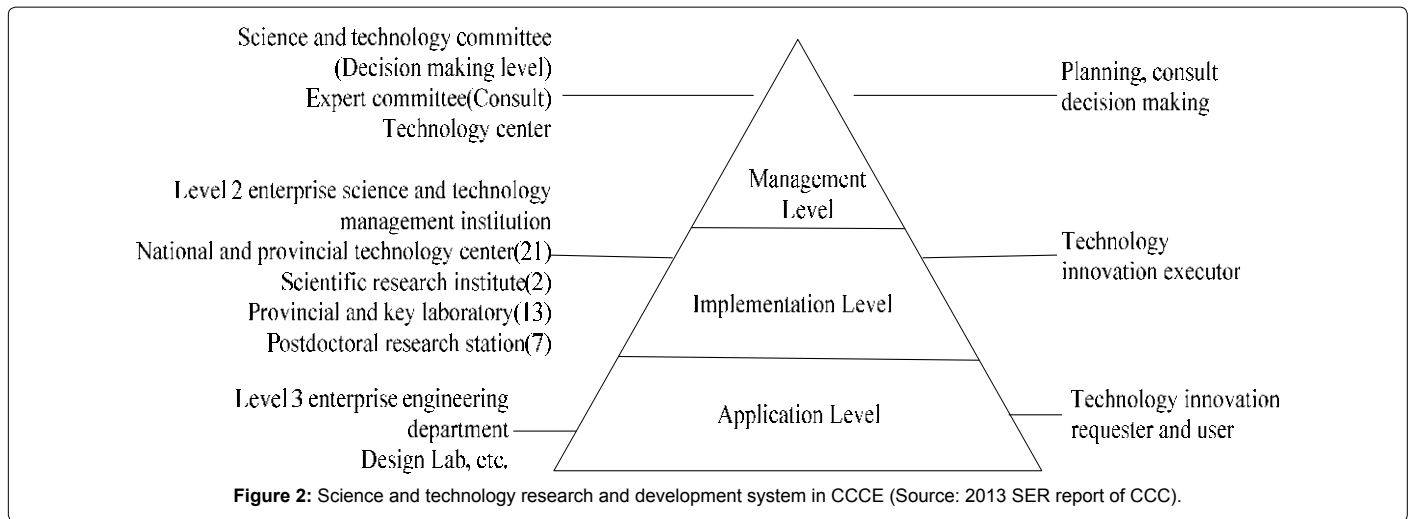 Science and technology committee
(Decision making level)
Expert committee(Consult)
Technology center
Planning, consult
decision making
Management
Level
Level 2 enterprise science and technology
management institution
National and provincial technology center(21)
Scientific research institute(2)
Provincial and key laboratory(13)
Postdoctoral research station(7)
Implementation Level
Technology
innovation executor
Level 3 enterprise engineering
department
Design Lab, etc.
Application Level
Technology innovation
requester and user
Figure 2: Science and technology research and development system in CCCE (Source: 2013 SER report of CCC).